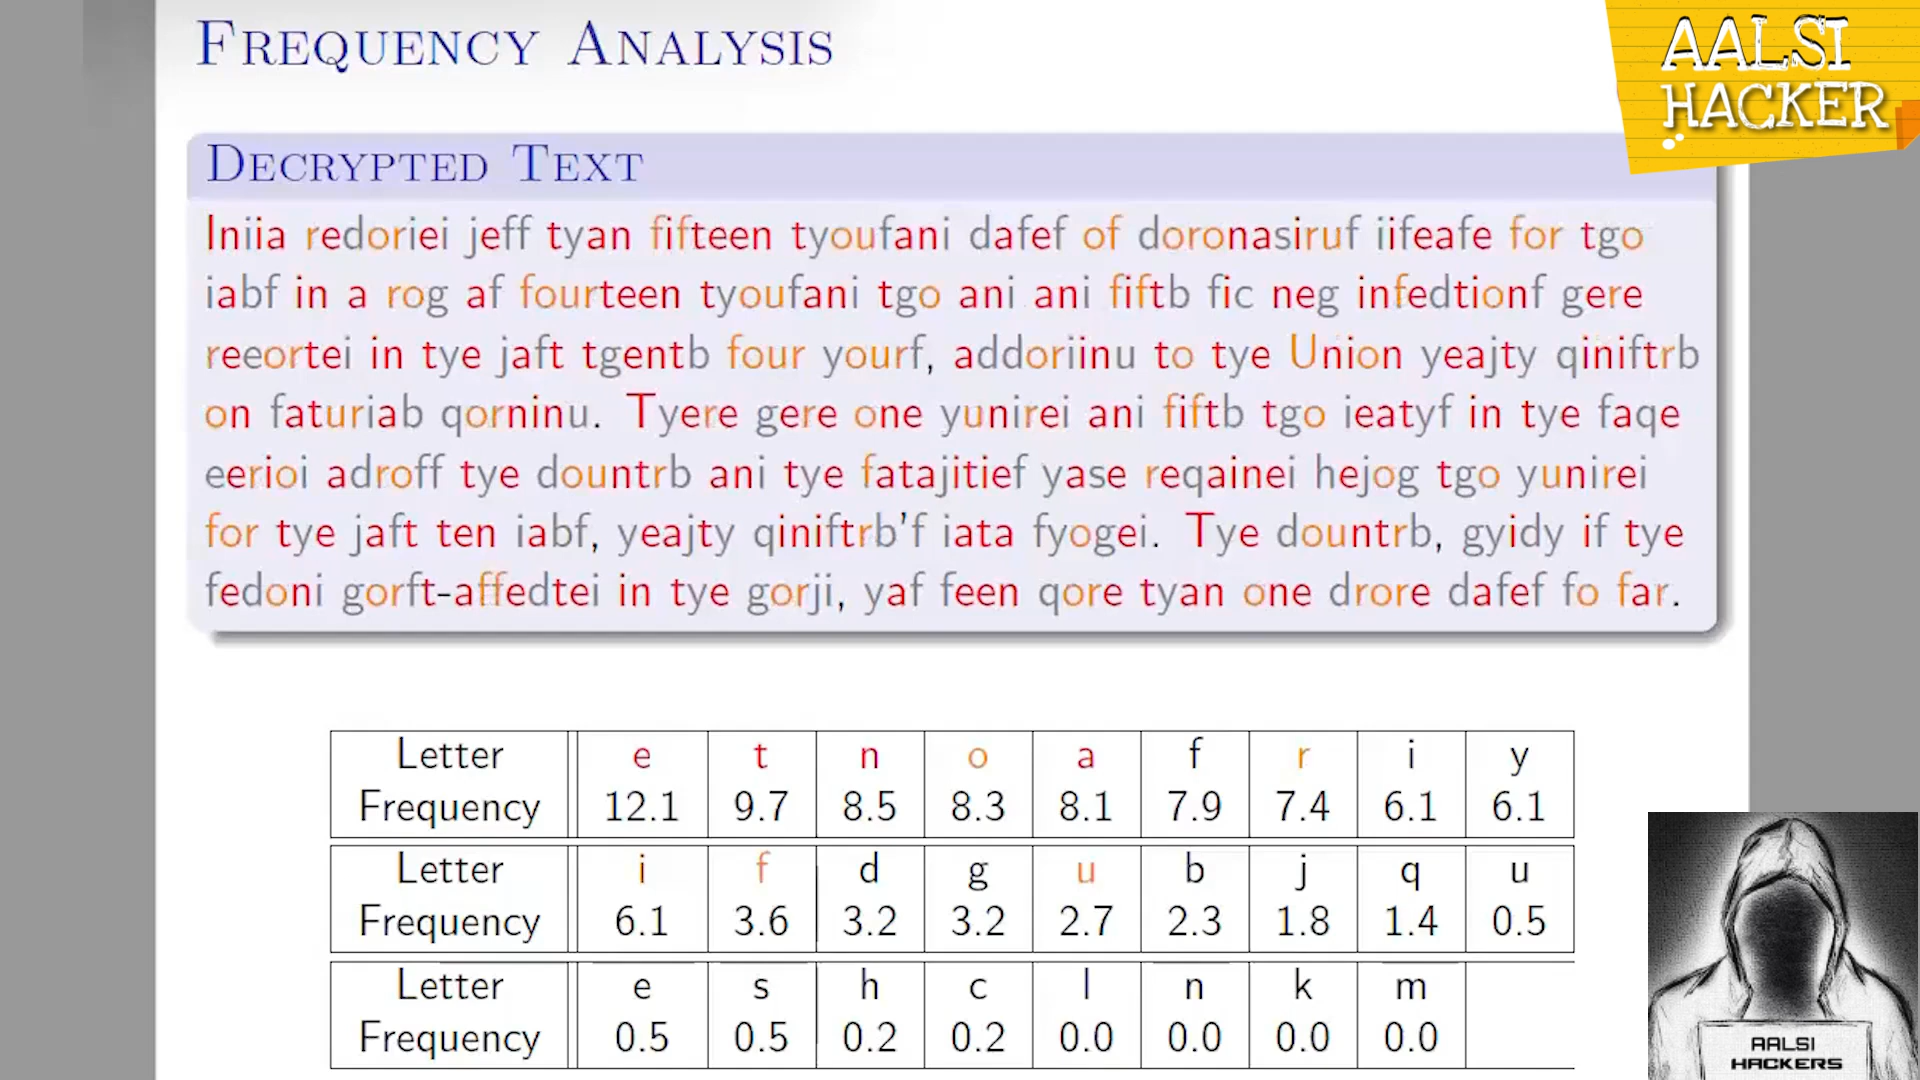 FREQUENCY ANALYSIS
AALSI
HACKER
DECRYPTED TEXT
Iniia redoriei jeff tyan fifteen tyoufani dafef of doronasiruf iifeafe for tgo
iabf in a rog af fourteen tyoufani tgo ani ani fiftb fic neg infedtionf gere
reeortei in tye jaft tgentb four yourf, addoriinu to tye Union yeajty qiniftrb
on faturiab qorninu. Tyere gere one yunirei ani fiftb tgo ieatyf in tye faqe
eerioi adroff tye dountrb ani tye fatajitief yase reqainei hejog tgo yunirei
for tye jaft ten iabf, yeajty qiniftrb'f iata fyogei. Tye dountrb, gyidy if tye
fedoni gorft-affedtei in tye gorji, yaf feen qore tyan one drore dafef fo far.
Letter e t n o a f r i y
Frequency 12.1 9.7 8.5 8.3 8.1 7.9 7.4 6.1 6.1
Letter i f d g u b j q u
Frequency 6.1 3.6 3.2 3.2 2.7 2.3 1.8 1.4 0.5
Letter e s h c l n k m
Frequency 0.5 0.5 0.2 0.2 0.0 0.0 0.0 0.0
AALSI
HACKERS